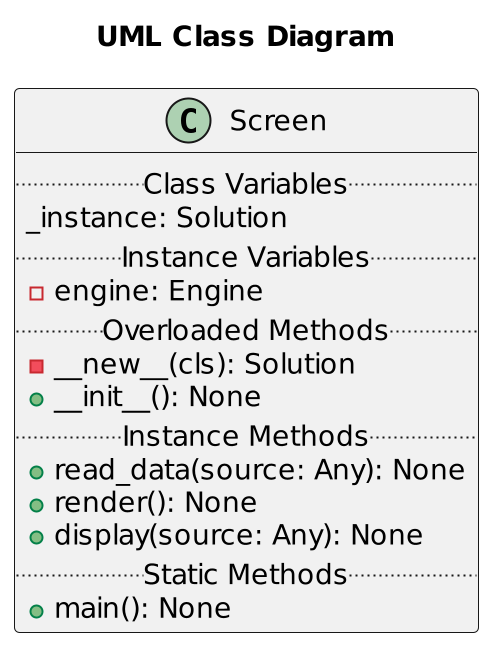 UML Class Diagram
C Screen
Class Variables
_instance: Solution
Instance Variables
engine: Engine
Overloaded Methods
__new__(cls): Solution
__init__(): None
Instance Methods
read_data(source: Any): None
render(): None
display(source: Any): None
Static Methods
main(): None